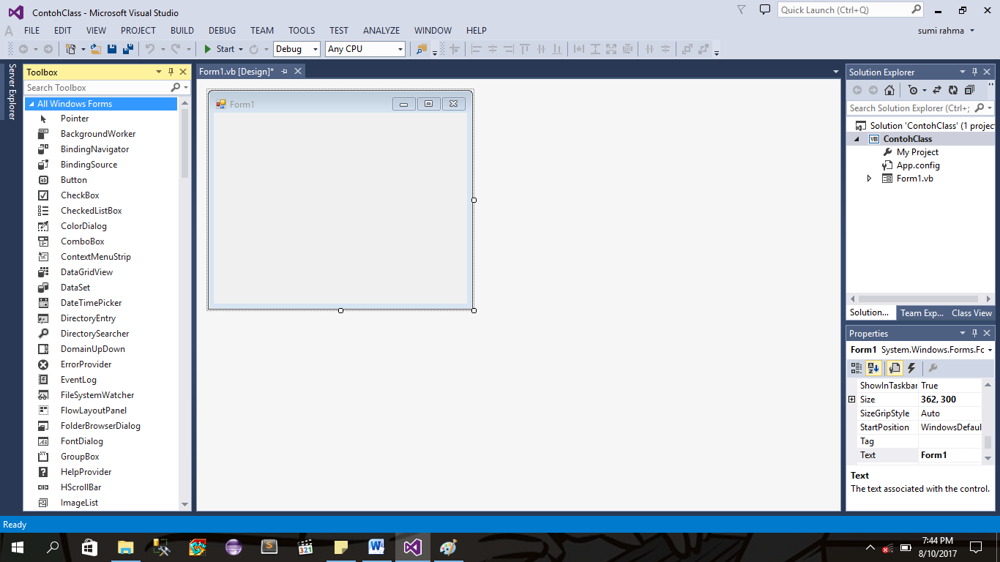 ContohClass - Microsoft Visual Studio
Quick Launch (Ctrl+Q)
FILE EDIT VIEW PROJECT BUILD DEBUG TEAM TOOLS TEST ANALYZE WINDOW HELP
sumi rahma
Start Debug Any CPU
Server Explorer
Toolbox
Search Toolbox
All Windows Forms
Pointer
BackgroundWorker
BindingNavigator
BindingSource
Button
CheckBox
CheckedListBox
ColorDialog
ComboBox
ContextMenuStrip
DataGridView
DataSet
DateTimePicker
DirectoryEntry
DirectorySearcher
DomainUpDown
ErrorProvider
EventLog
FileSystemWatcher
FlowLayoutPanel
FolderBrowserDialog
FontDialog
GroupBox
HelpProvider
HScrollBar
ImageList
Form1.vb [Design]*
Form1
Solution Explorer
Search Solution Explorer (Ctrl+;
Solution 'ContohClass' (1 projec
VB ContohClass
My Project
App.config
Form1.vb
Solution... Team Exp... Class View
Properties
Form1 System.Windows.Forms.Fc
ShowInTaskbar True
Size 362, 300
SizeGripStyle Auto
StartPosition WindowsDefaul
Tag
Text Form1
Text
The text associated with the control.
Ready
321
7:44 PM
8/10/2017